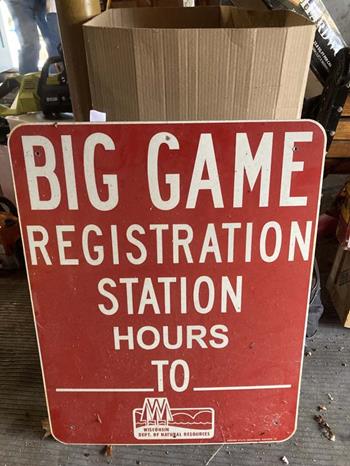 BIG GAME
REGISTRATION
STATION
HOURS
TO
WISCONSIN
DEPT. OF NATURAL RESOURCES